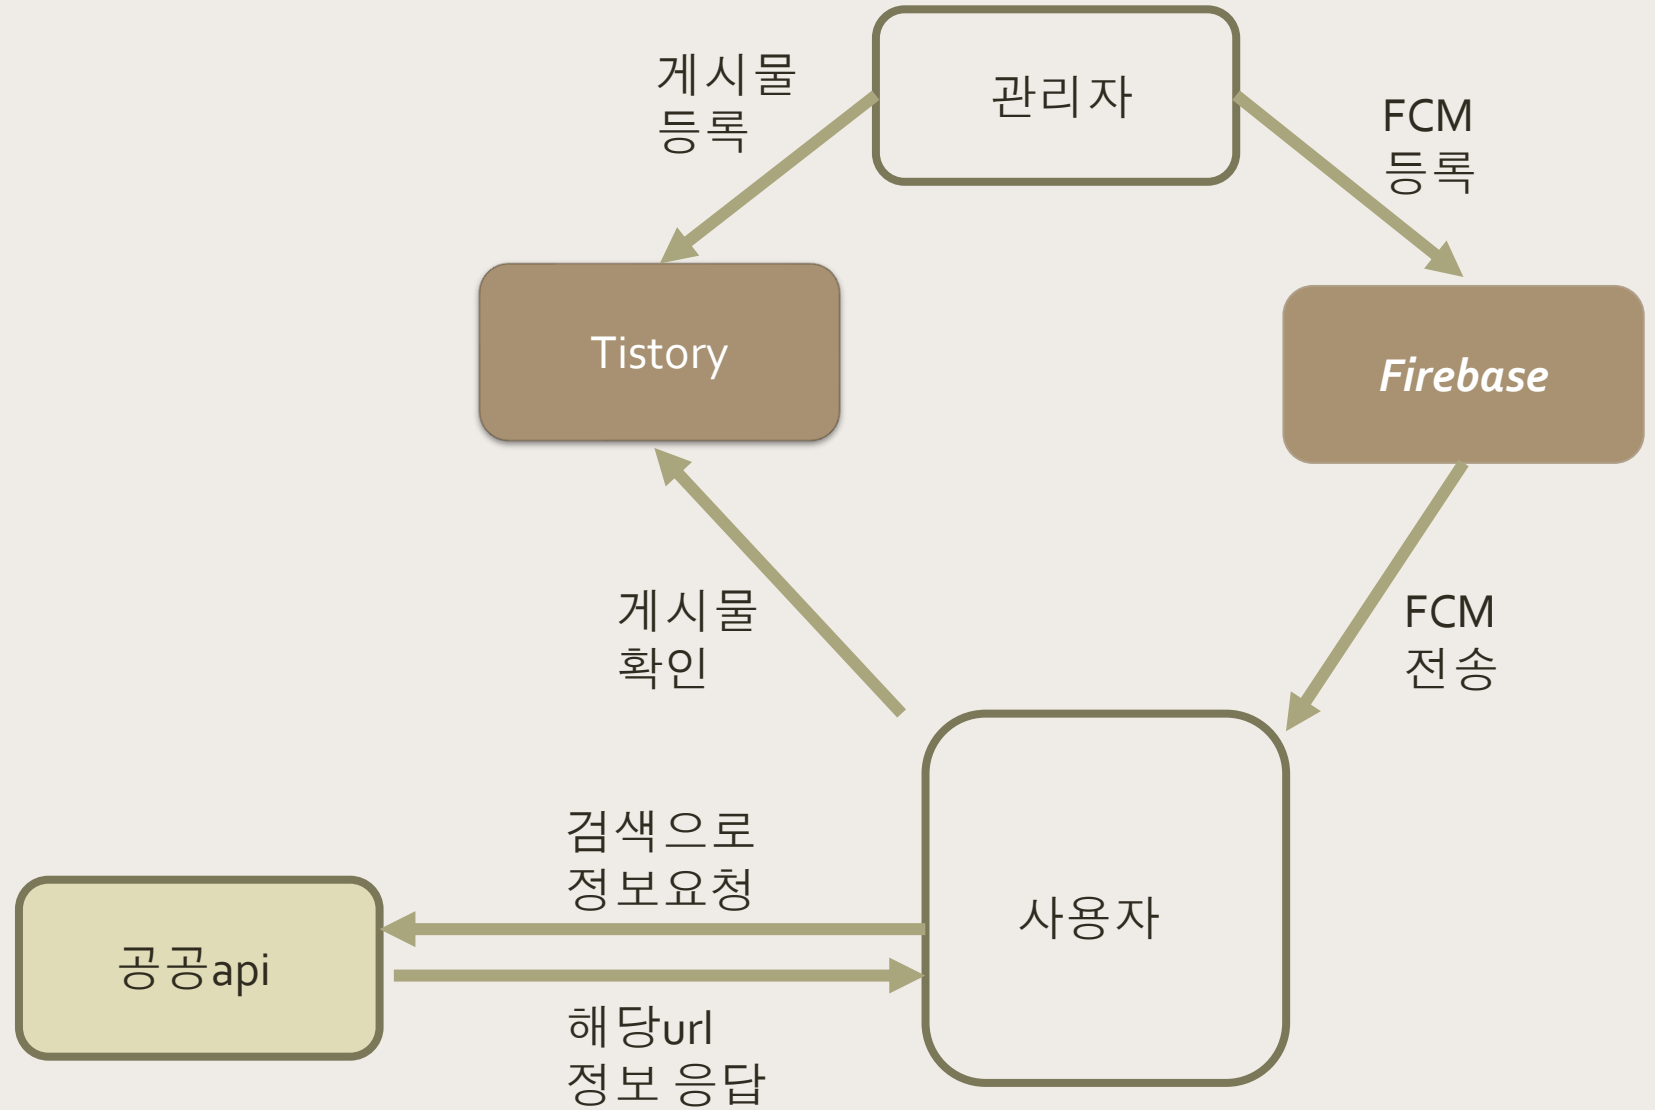 게시물
등록
관리자
FCM
등록
Tistory
Firebase
게시물
확인
FCM
전송
검색으로
정보요청
사용자
공공api
해당url
정보 응답